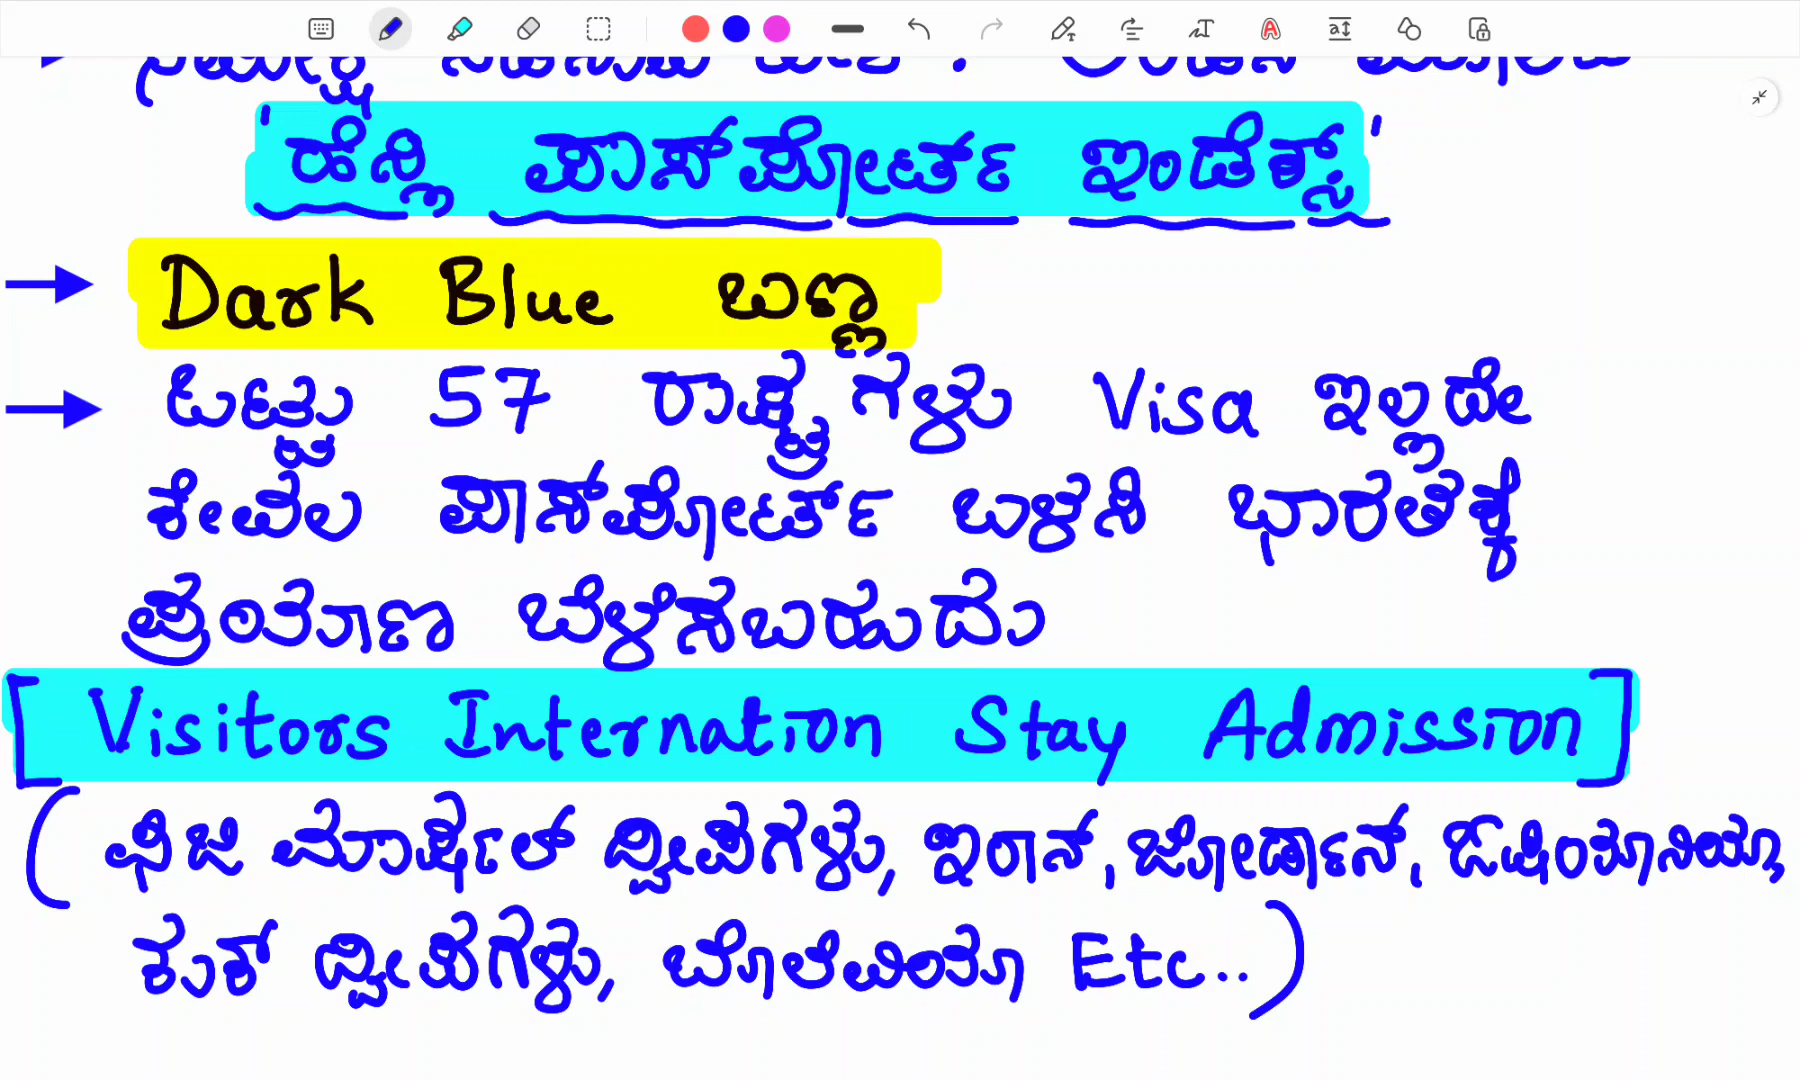 'ಹೆನ್ಲಿ ಪಾಸ್‌ಪೋರ್ಟ್ ಇಂಡೆಕ್ಸ್'
→ Dark Blue ಬಣ್ಣ
→ ಒಟ್ಟು 57 ರಾಷ್ಟ್ರಗಳು Visa ಇಲ್ಲದೇ
ಕೇವಲ ಪಾಸ್‌ಪೋರ್ಟ್ ಬಳಸಿ ಭಾರತಕ್ಕೆ
ಪ್ರಯಾಣ ಬೆಳೆಸಬಹುದು
[ Visitors Internation Stay Admission ]
( ಫಿಜಿ ಮಾರ್ಷಲ್ ದ್ವೀಪಗಳು, ಇರಾನ್, ಜೋರ್ಡಾನ್,
ಕುಕ್ ದ್ವೀಪಗಳು, ಬೊಲಿವಿಯಾ Etc.. )